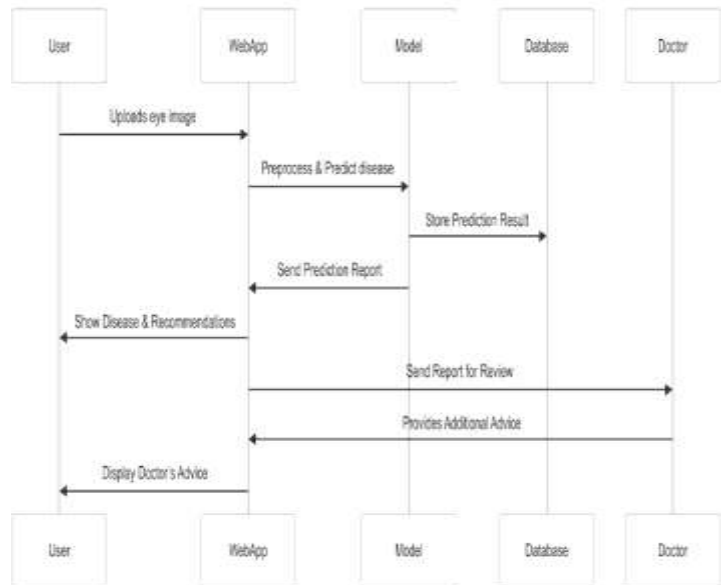 User
WebApp
Model
Database
Doctor
Uploads eye image
Preprocess & Predict disease
Store Prediction Result
Send Prediction Report
Show Disease & Recommendations
Send Report for Review
Provides Additional Advice
Display Doctor's Advice
User
WebApp
Model
Database
Doctor